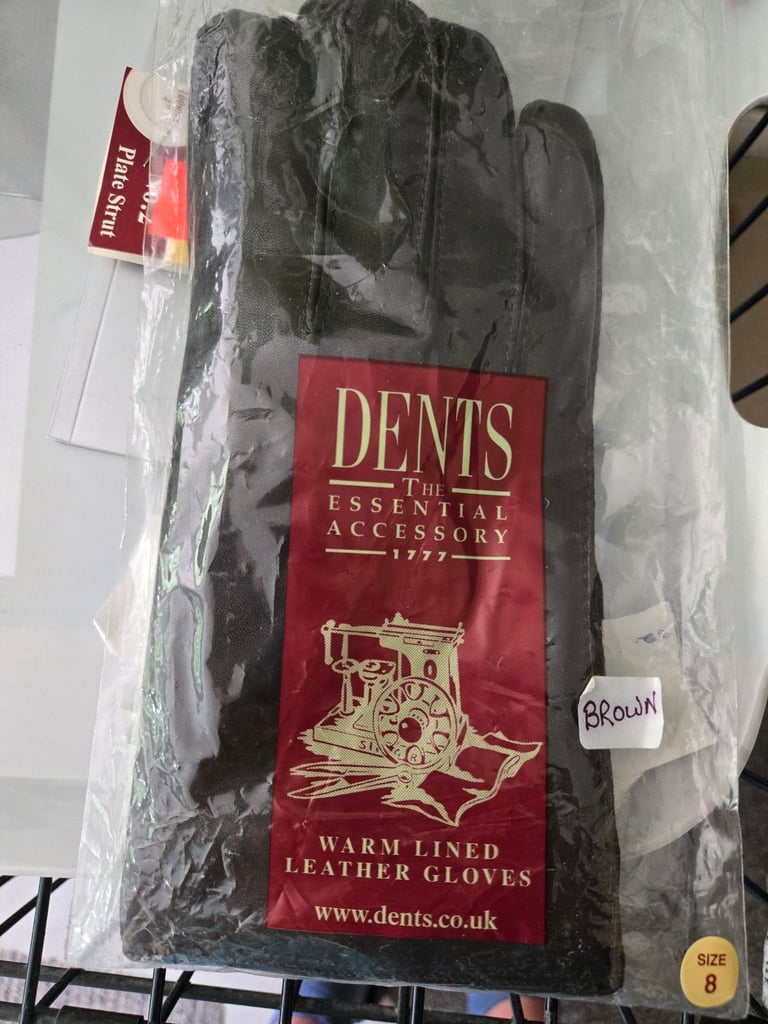 DENTS
THE
ESSENTIAL
ACCESSORY
1777
WARM LINED
LEATHER GLOVES
www.dents.co.uk
BROWN
SIZE
8
Plate Strut